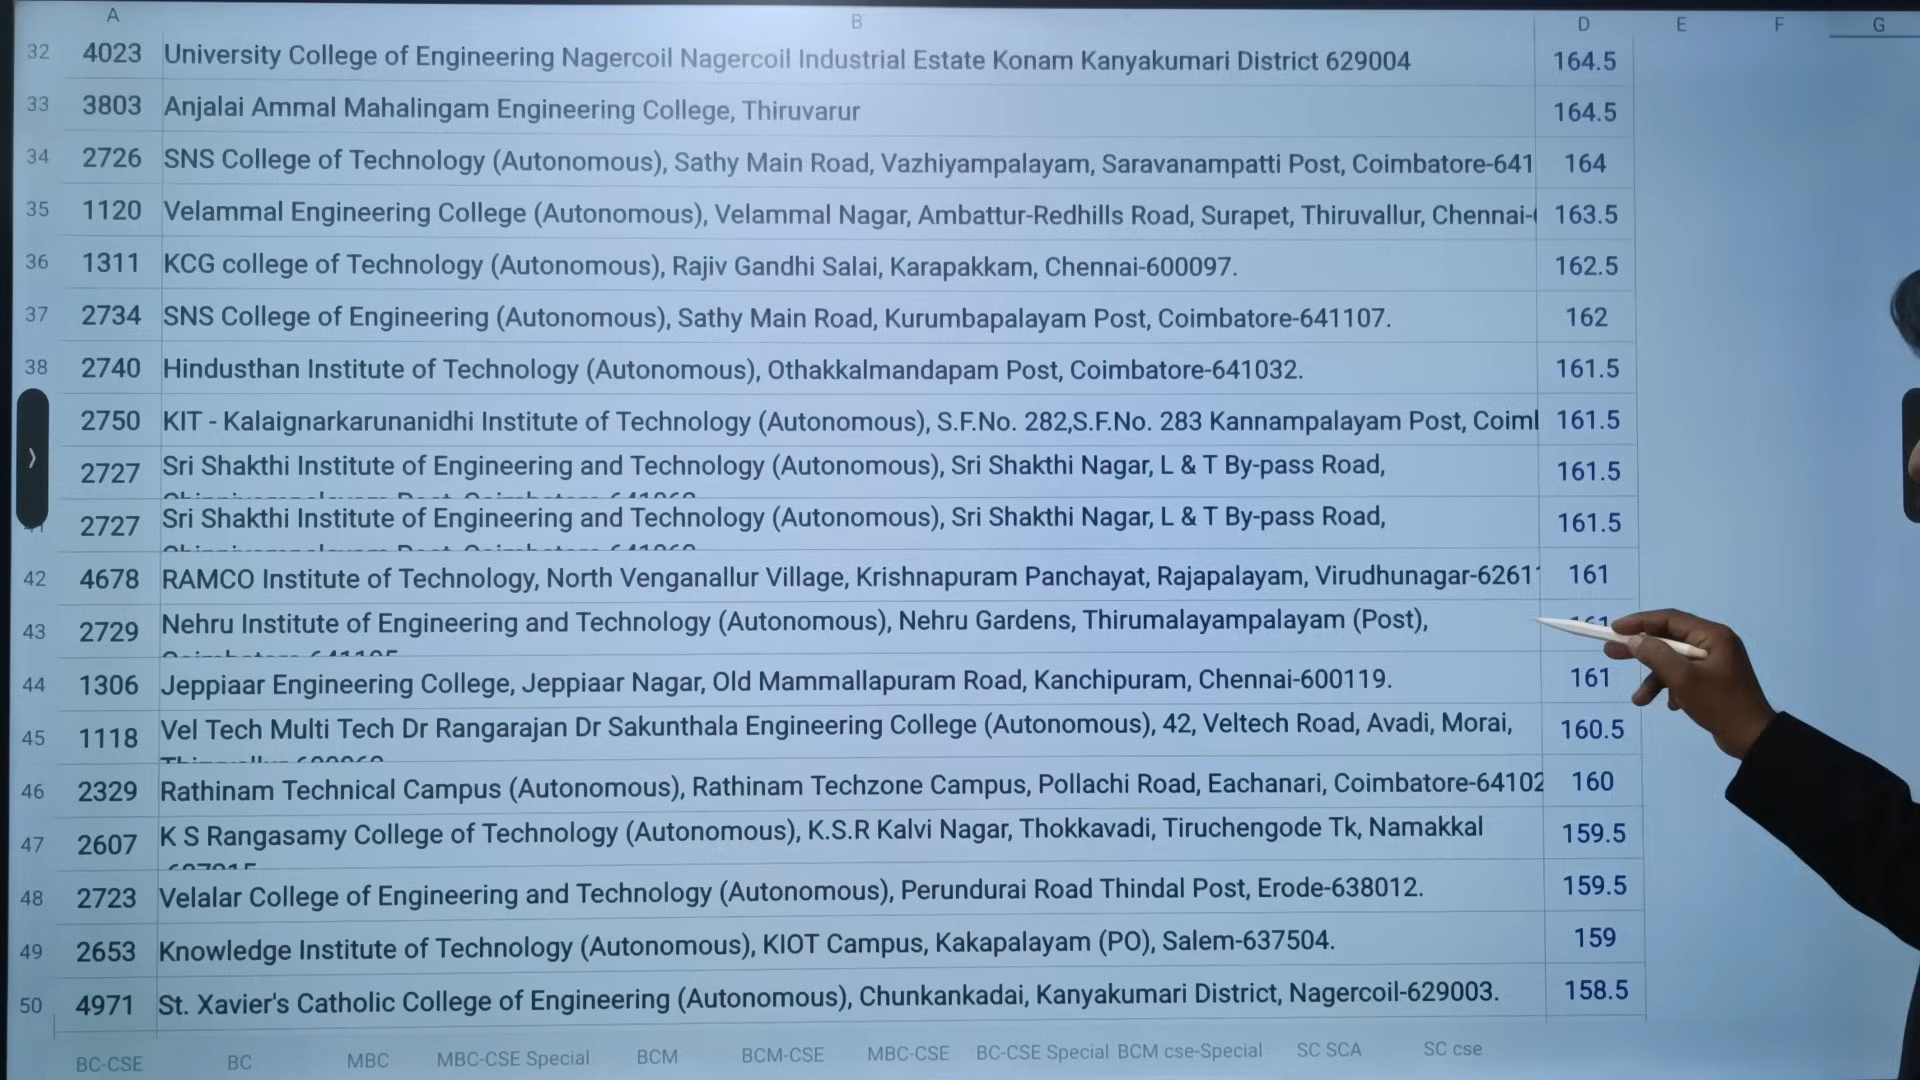 A B D E F G
32 4023 University College of Engineering Nagercoil Nagercoil Industrial Estate Konam Kanyakumari District 629004 164.5
33 3803 Anjalai Ammal Mahalingam Engineering College, Thiruvarur 164.5
34 2726 SNS College of Technology (Autonomous), Sathy Main Road, Vazhiyampalayam, Saravanampatti Post, Coimbatore-641 164
35 1120 Velammal Engineering College (Autonomous), Velammal Nagar, Ambattur-Redhills Road, Surapet, Thiruvallur, Chennai- 163.5
36 1311 KCG college of Technology (Autonomous), Rajiv Gandhi Salai, Karapakkam, Chennai-600097. 162.5
37 2734 SNS College of Engineering (Autonomous), Sathy Main Road, Kurumbapalayam Post, Coimbatore-641107. 162
38 2740 Hindusthan Institute of Technology (Autonomous), Othakkalmandapam Post, Coimbatore-641032. 161.5
2750 KIT - Kalaignarkarunanidhi Institute of Technology (Autonomous), S.F.No. 282,S.F.No. 283 Kannampalayam Post, 161.5
2727 Sri Shakthi Institute of Engineering and Technology (Autonomous), Sri Shakthi Nagar, L & T By-pass Road, 161.5
2727 Sri Shakthi Institute of Engineering and Technology (Autonomous), Sri Shakthi Nagar, L & T By-pass Road, 161.5
42 4678 RAMCO Institute of Technology, North Venganallur Village, Krishnapuram Panchayat, Rajapalayam, Virudhunagar-6261 161
43 2729 Nehru Institute of Engineering and Technology (Autonomous), Nehru Gardens, Thirumalayampalayam (Post),
44 1306 Jeppiaar Engineering College, Jeppiaar Nagar, Old Mammallapuram Road, Kanchipuram, Chennai-600119. 161
45 1118 Vel Tech Multi Tech Dr Rangarajan Dr Sakunthala Engineering College (Autonomous), 42, Veltech Road, Avadi, Morai, 160.5
46 2329 Rathinam Technical Campus (Autonomous), Rathinam Techzone Campus, Pollachi Road, Eachanari, Coimbatore-64102 160
47 2607 K S Rangasamy College of Technology (Autonomous), K.S.R Kalvi Nagar, Thokkavadi, Tiruchengode Tk, Namakkal 159.5
48 2723 Velalar College of Engineering and Technology (Autonomous), Perundurai Road Thindal Post, Erode-638012. 159.5
49 2653 Knowledge Institute of Technology (Autonomous), KIOT Campus, Kakapalayam (PO), Salem-637504. 159
50 4971 St. Xavier's Catholic College of Engineering (Autonomous), Chunkankadai, Kanyakumari District, Nagercoil-629003. 158.5
BC-CSE BC MBC MBC-CSE Special BCM BCM-CSE MBC-CSE BC-CSE Special BCM cse-Special SC SCA SC cse